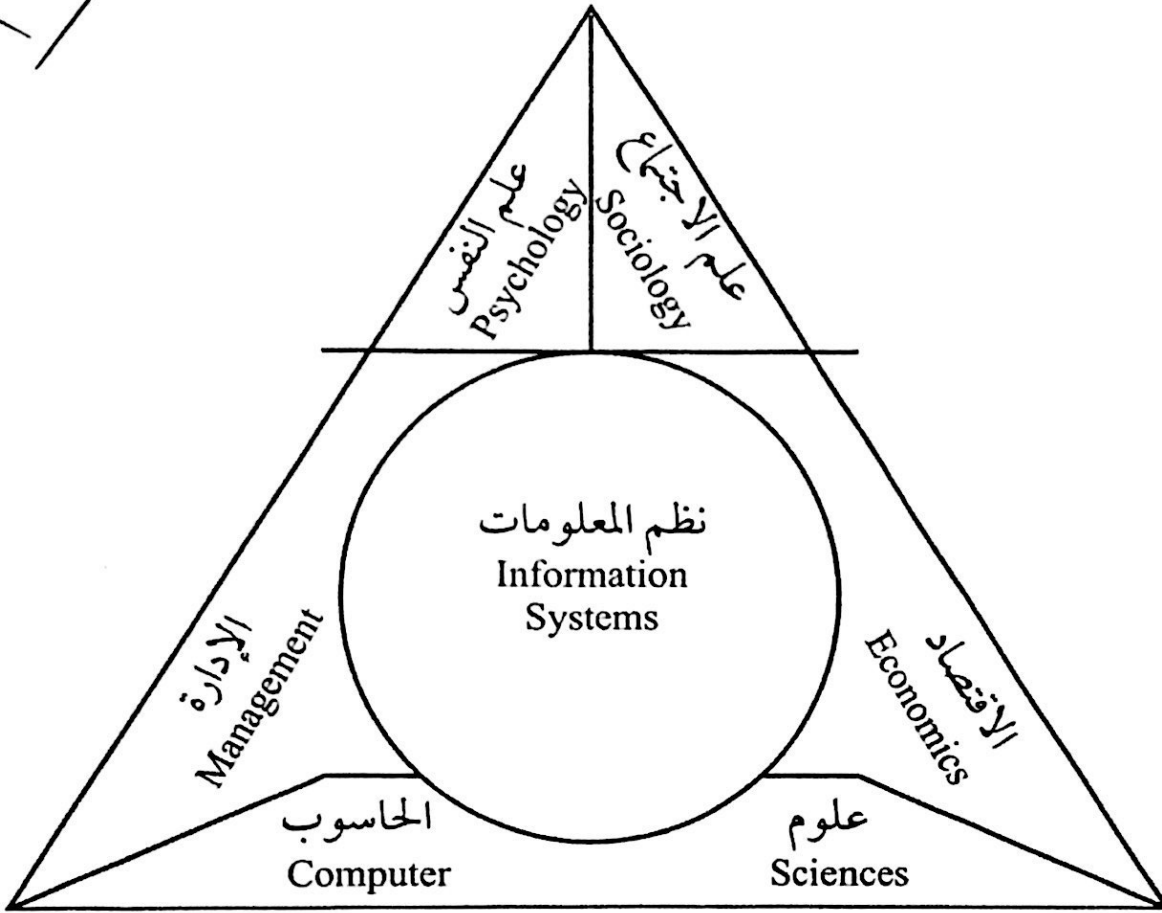 علم النفس
Psychology
علم الاجتماع
Sociology
نظم المعلومات
Information
Systems
الإدارة
Management
الاقتصاد
Economics
الحاسوب
Computer
علوم
Sciences